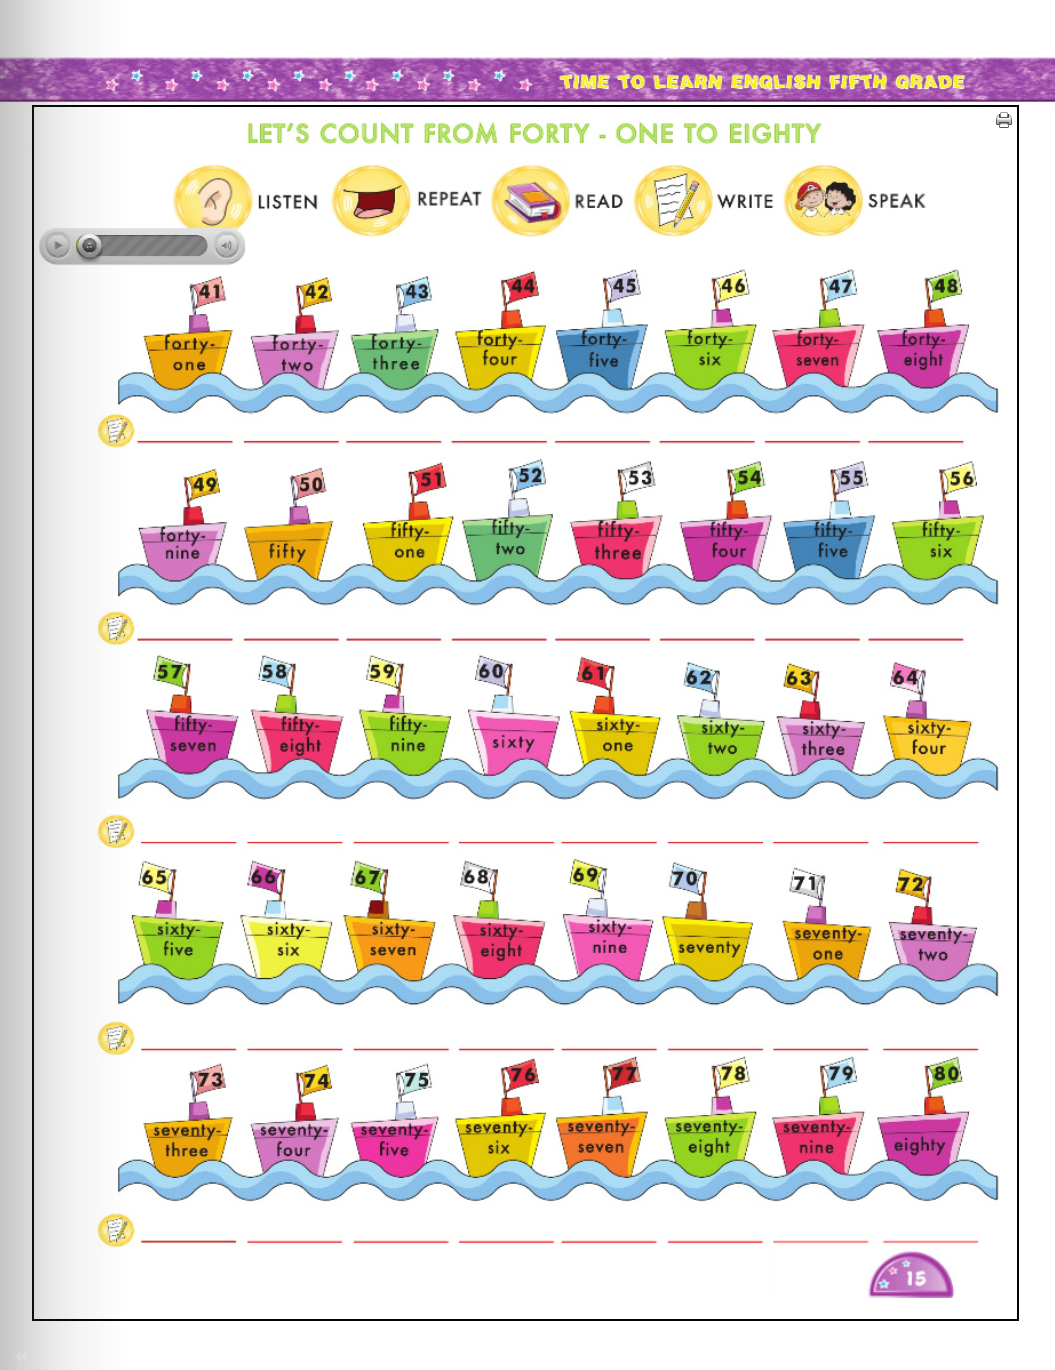 TIME TO LEARN ENGLISH FIFTH GRADE
LET'S COUNT FROM FORTY - ONE TO EIGHTY
LISTEN REPEAT READ WRITE SPEAK
41 42 43 44 45 46 47 48
forty- forty- forty- forty- forty- forty- forty- forty-
one two three four five six seven eight
49 50 51 52 53 54 55 56
forty- fifty- fifty- fifty- fifty- fifty- fifty-
nine fifty one two three four five six
57 58 59 60 61 62 63 64
fifty- fifty- fifty- sixty- sixty- sixty- sixty-
seven eight nine sixty one two three four
65 66 67 68 69 70 71 72
sixty- sixty- sixty- sixty- sixty- seventy- seventy-
five six seven eight nine seventy one two
73 74 75 76 77 78 79 80
seventy- seventy- seventy- seventy- seventy- seventy- seventy-
three four five six seven eight nine eighty
15